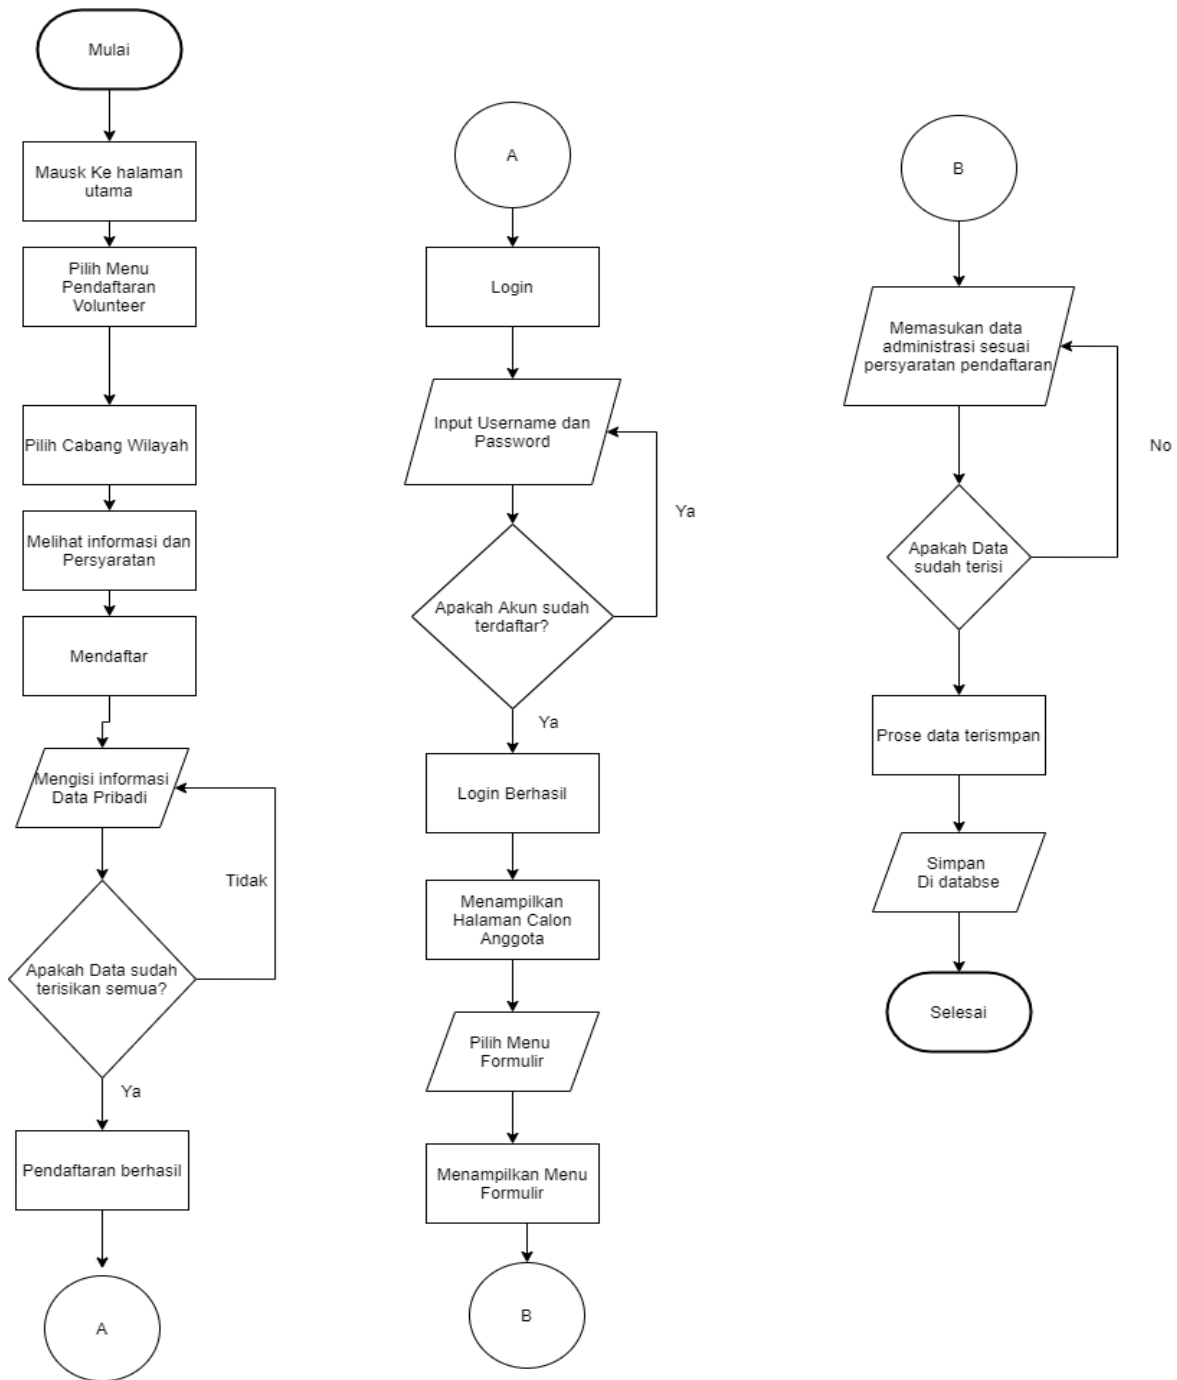 Mulai
Mausk Ke halaman
utama
Pilih Menu
Pendaftaran
Volunteer
Pilih Cabang Wilayah
Melihat informasi dan
Persyaratan
Mendaftar
Mengisi informasi
Data Pribadi
Tidak
Apakah Data sudah
terisikan semua?
Ya
Pendaftaran berhasil
A
A
Login
Input Username dan
Password
Ya
Apakah Akun sudah
terdaftar?
Ya
Login Berhasil
Menampilkan
Halaman Calon
Anggota
Pilih Menu
Formulir
Menampilkan Menu
Formulir
B
B
Memasukan data
administrasi sesuai
persyaratan pendaftaran
No
Apakah Data
sudah terisi
Prose data terismpan
Simpan
Di databse
Selesai